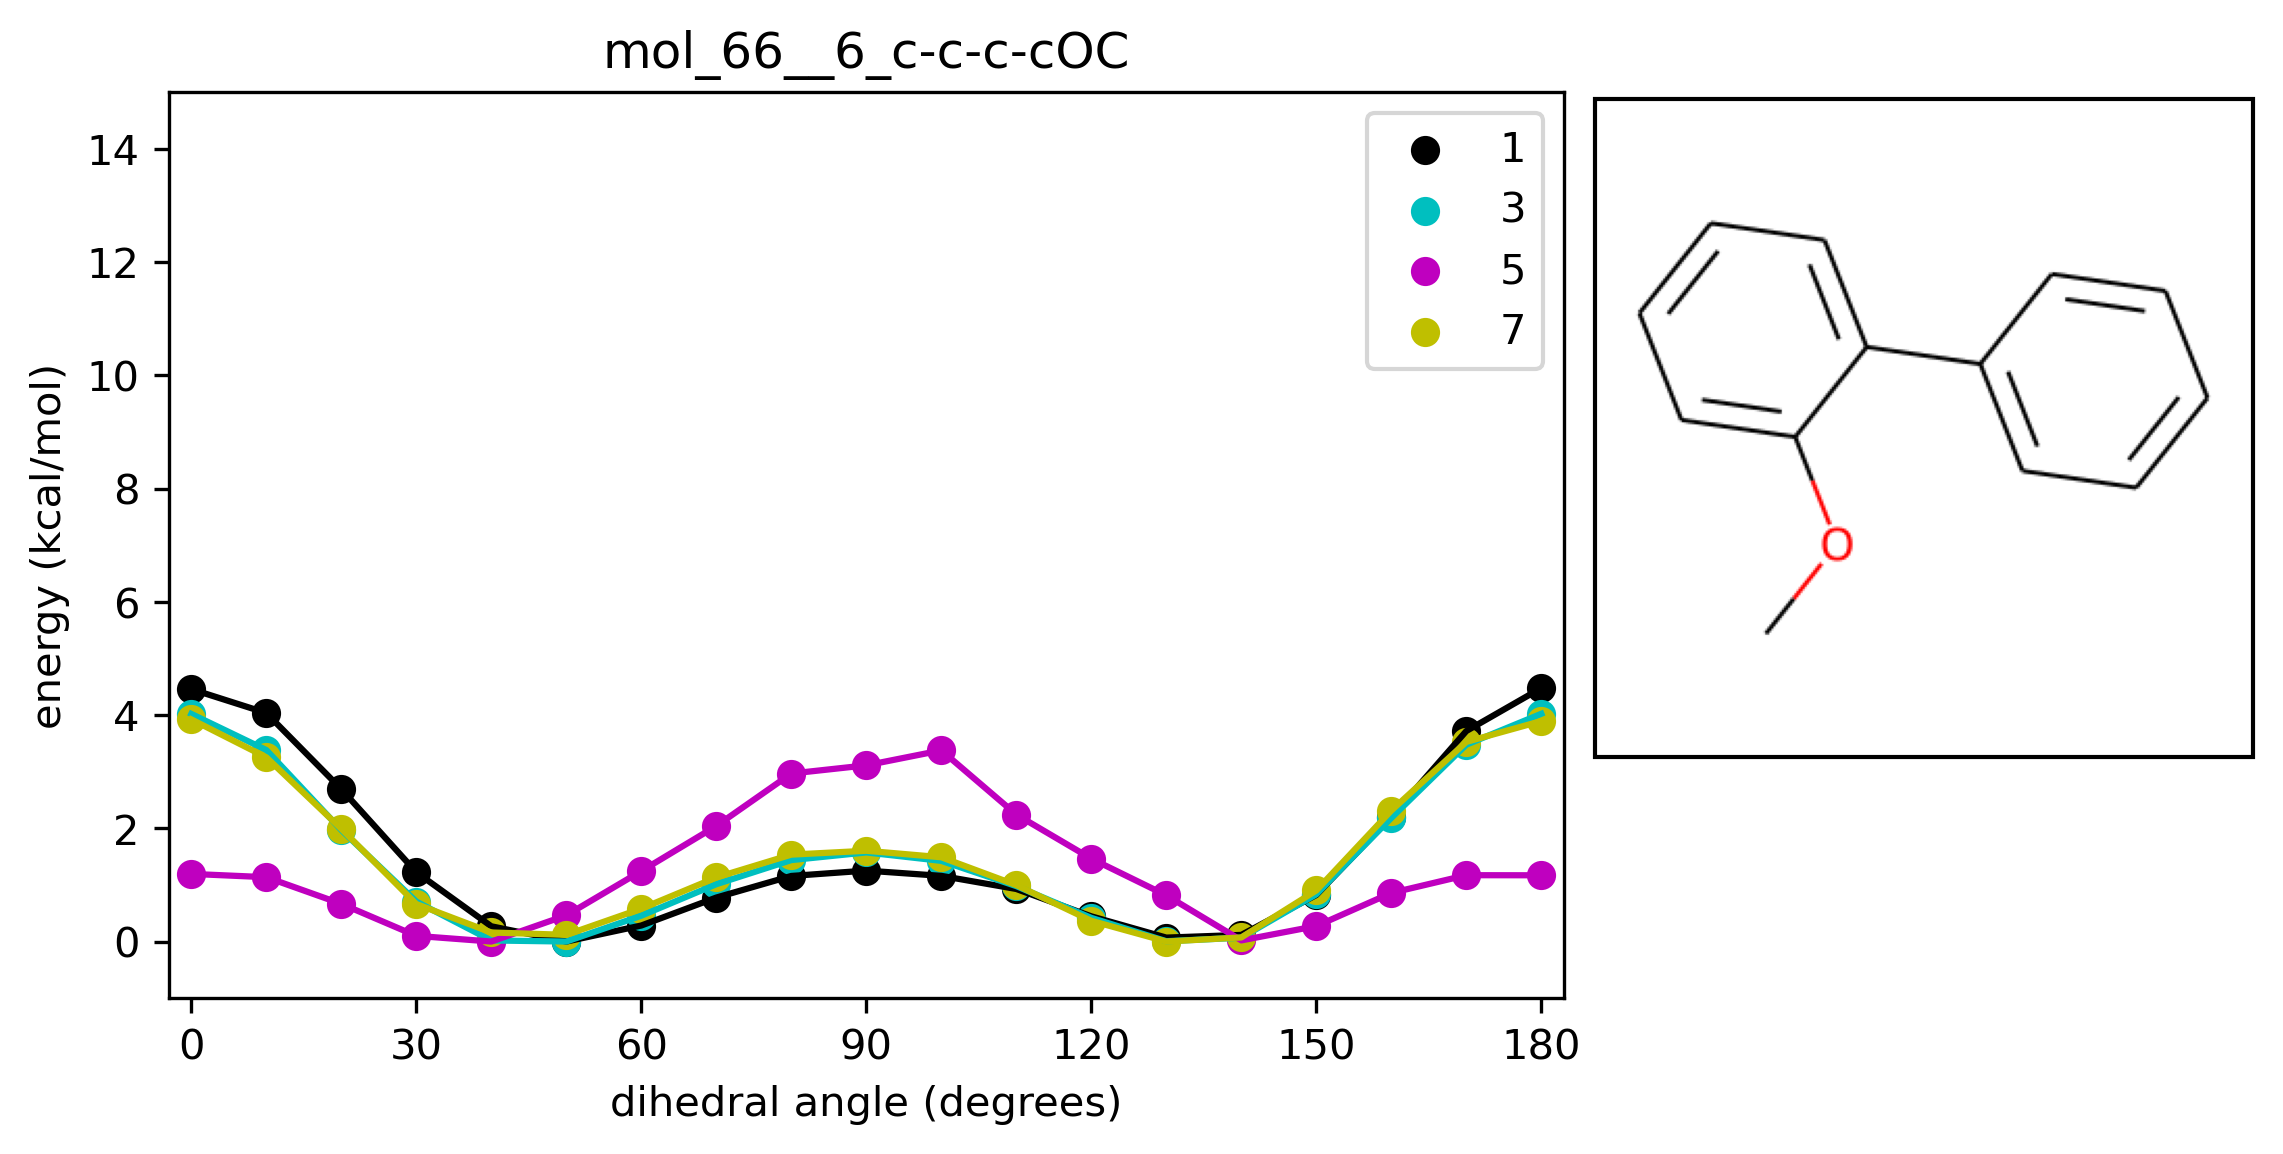 mol_66__6_c-c-c-cOC
energy (kcal/mol)
14
12
10
8
6
4
2
0
0 30 60 90 120 150 180
dihedral angle (degrees)
1
3
5
7
O